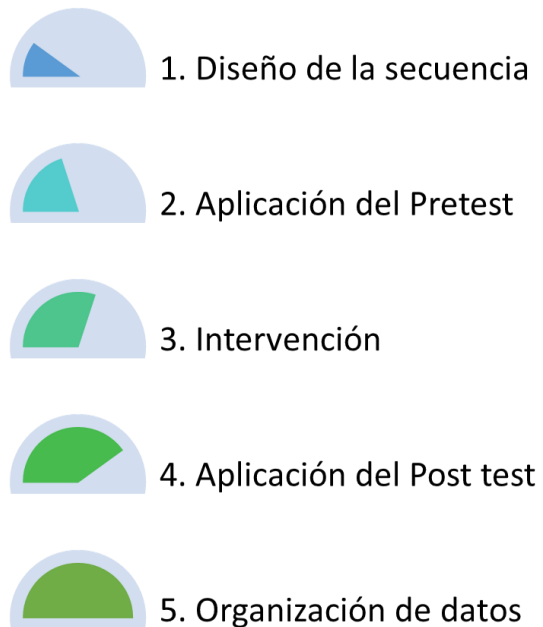 1. Diseño de la secuencia
2. Aplicación del Pretest
3. Intervención
4. Aplicación del Post test
5. Organización de datos